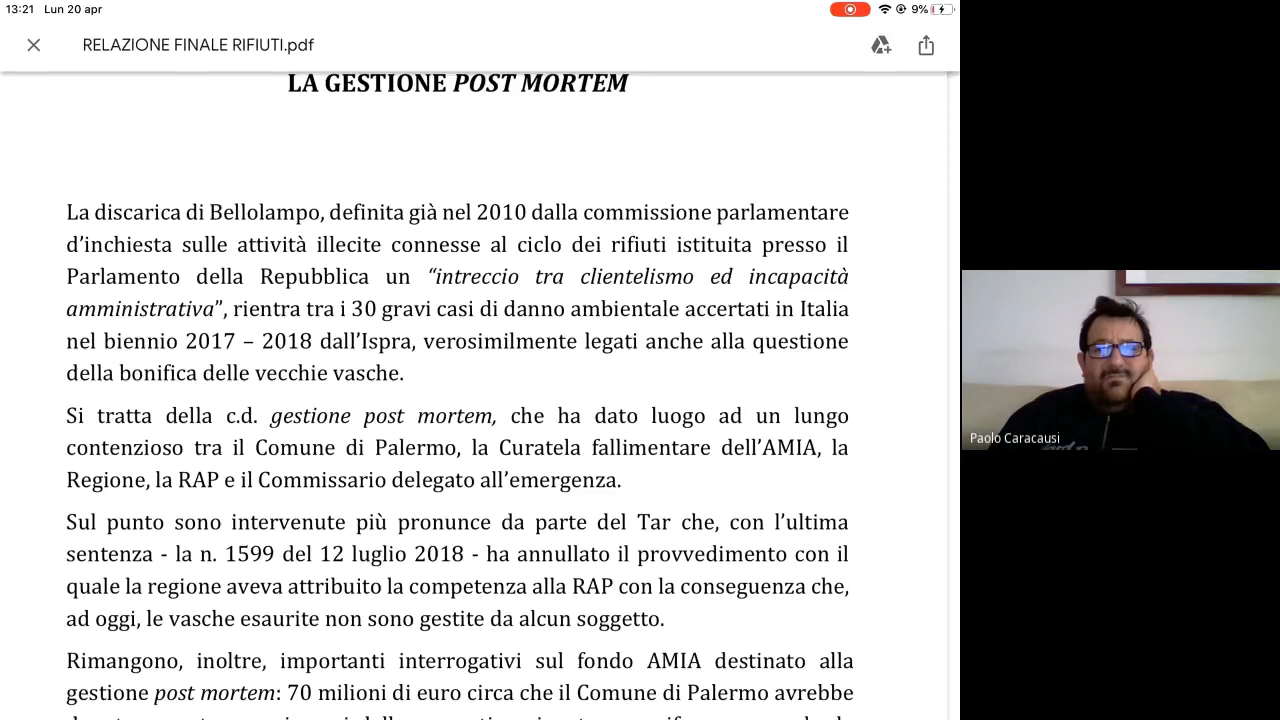 13:21 Lun 20 apr
9%
RELAZIONE FINALE RIFIUTI.pdf
LA GESTIONE POST MORTEM
La discarica di Bellolampo, definita già nel 2010 dalla commissione parlamentare
d’inchiesta sulle attività illecite connesse al ciclo dei rifiuti istituita presso il
Parlamento della Repubblica un “intreccio tra clientelismo ed incapacità
amministrativa”, rientra tra i 30 gravi casi di danno ambientale accertati in Italia
nel biennio 2017 – 2018 dall’Ispra, verosimilmente legati anche alla questione
della bonifica delle vecchie vasche.
Si tratta della c.d. gestione post mortem, che ha dato luogo ad un lungo
contenzioso tra il Comune di Palermo, la Curatela fallimentare dell’AMIA, la
Regione, la RAP e il Commissario delegato all’emergenza.
Sul punto sono intervenute più pronunce da parte del Tar che, con l’ultima
sentenza - la n. 1599 del 12 luglio 2018 - ha annullato il provvedimento con il
quale la regione aveva attribuito la competenza alla RAP con la conseguenza che,
ad oggi, le vasche esaurite non sono gestite da alcun soggetto.
Rimangono, inoltre, importanti interrogativi sul fondo AMIA destinato alla
gestione post mortem: 70 milioni di euro circa che il Comune di Palermo avrebbe
Paolo Caracausi